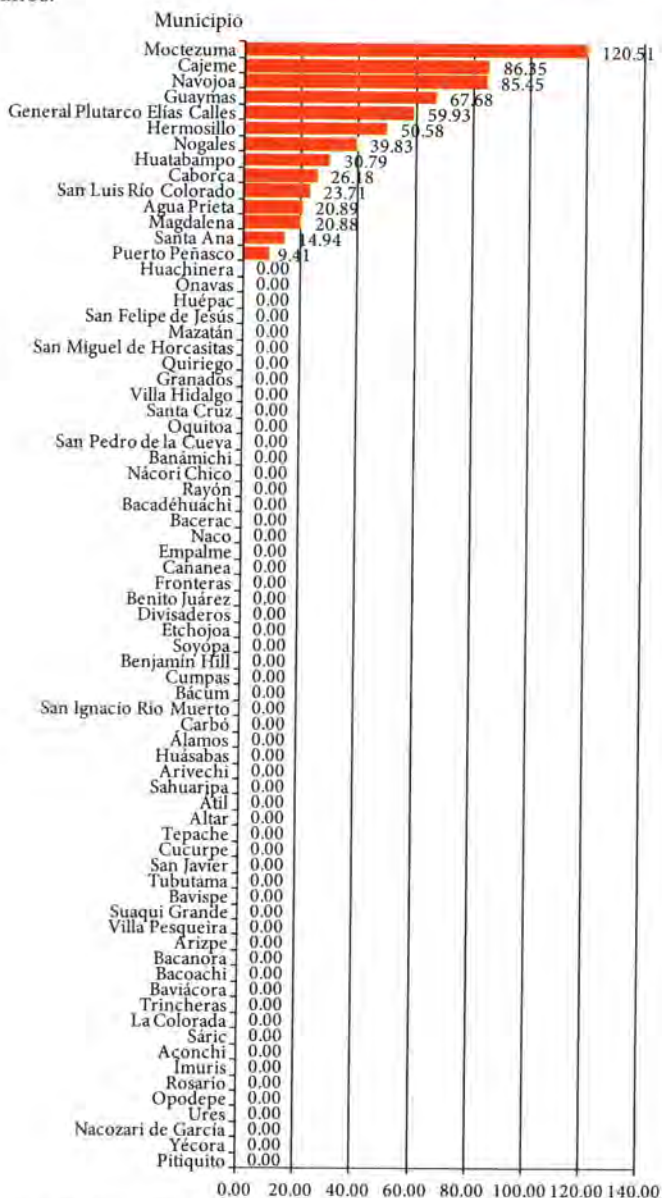 Municipio
Moctezuma 120.51
Cajeme 86.35
Navojoa 85.45
Guaymas 67.68
General Plutarco Elías Calles 59.93
Hermosillo 50.58
Nogales 39.83
Huatabampo 30.79
Caborca 26.18
San Luis Río Colorado 23.71
Agua Prieta 20.89
Magdalena 20.88
Santa Ana 14.94
Puerto Peñasco 9.41
Huachinera 0.00
Onavas 0.00
Huépac 0.00
San Felipe de Jesús 0.00
Mazatán 0.00
San Miguel de Horcasitas 0.00
Quiriego 0.00
Granados 0.00
Villa Hidalgo 0.00
Santa Cruz 0.00
Oquitoa 0.00
San Pedro de la Cueva 0.00
Banámichi 0.00
Nácori Chico 0.00
Rayón 0.00
Bacadéhuachi 0.00
Bacerac 0.00
Naco 0.00
Empalme 0.00
Cananea 0.00
Fronteras 0.00
Benito Juárez 0.00
Divisaderos 0.00
Etchojoa 0.00
Soyopa 0.00
Benjamín Hill 0.00
Cumpas 0.00
Bácum 0.00
San Ignacio Rio Muerto 0.00
Carbó 0.00
Álamos 0.00
Huásabas 0.00
Arivechi 0.00
Sahuaripa 0.00
Atil 0.00
Altar 0.00
Tepache 0.00
Cucurpe 0.00
San Javier 0.00
Tubutama 0.00
Bavispe 0.00
Suaqui Grande 0.00
Villa Pesqueira 0.00
Arizpe 0.00
Bacanora 0.00
Bacoachi 0.00
Baviácora 0.00
Trincheras 0.00
La Colorada 0.00
Sáric 0.00
Aconchi 0.00
Imuris 0.00
Rosario 0.00
Opodepe 0.00
Ures 0.00
Nacozari de García 0.00
Yécora 0.00
Pitiquito 0.00
0.00 20.00 40.00 60.00 80.00 100.00 120.00 140.00